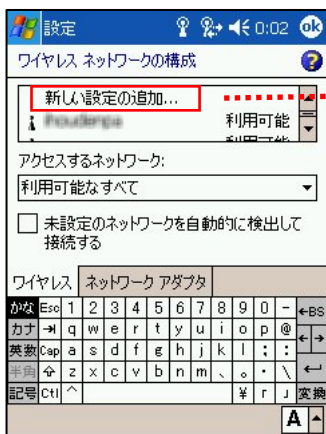 設定 0:02 ok
ワイヤレス ネットワークの構成
新しい設定の追加...
利用可能
アクセスするネットワーク:
利用可能なすべて
未設定のネットワークを自動的に検出して
接続する
ワイヤレス ネットワーク アダプタ
かな Esc 1 2 3 4 5 6 7 8 9 0 - ←BS
カナ q w e r t y u i o p @ ← →
英数 Cap a s d f g h j k l ; :
半角 z x c v b n m 、 。 ・ \
記号 Ctl ^ ¥ 「 」 変換
A